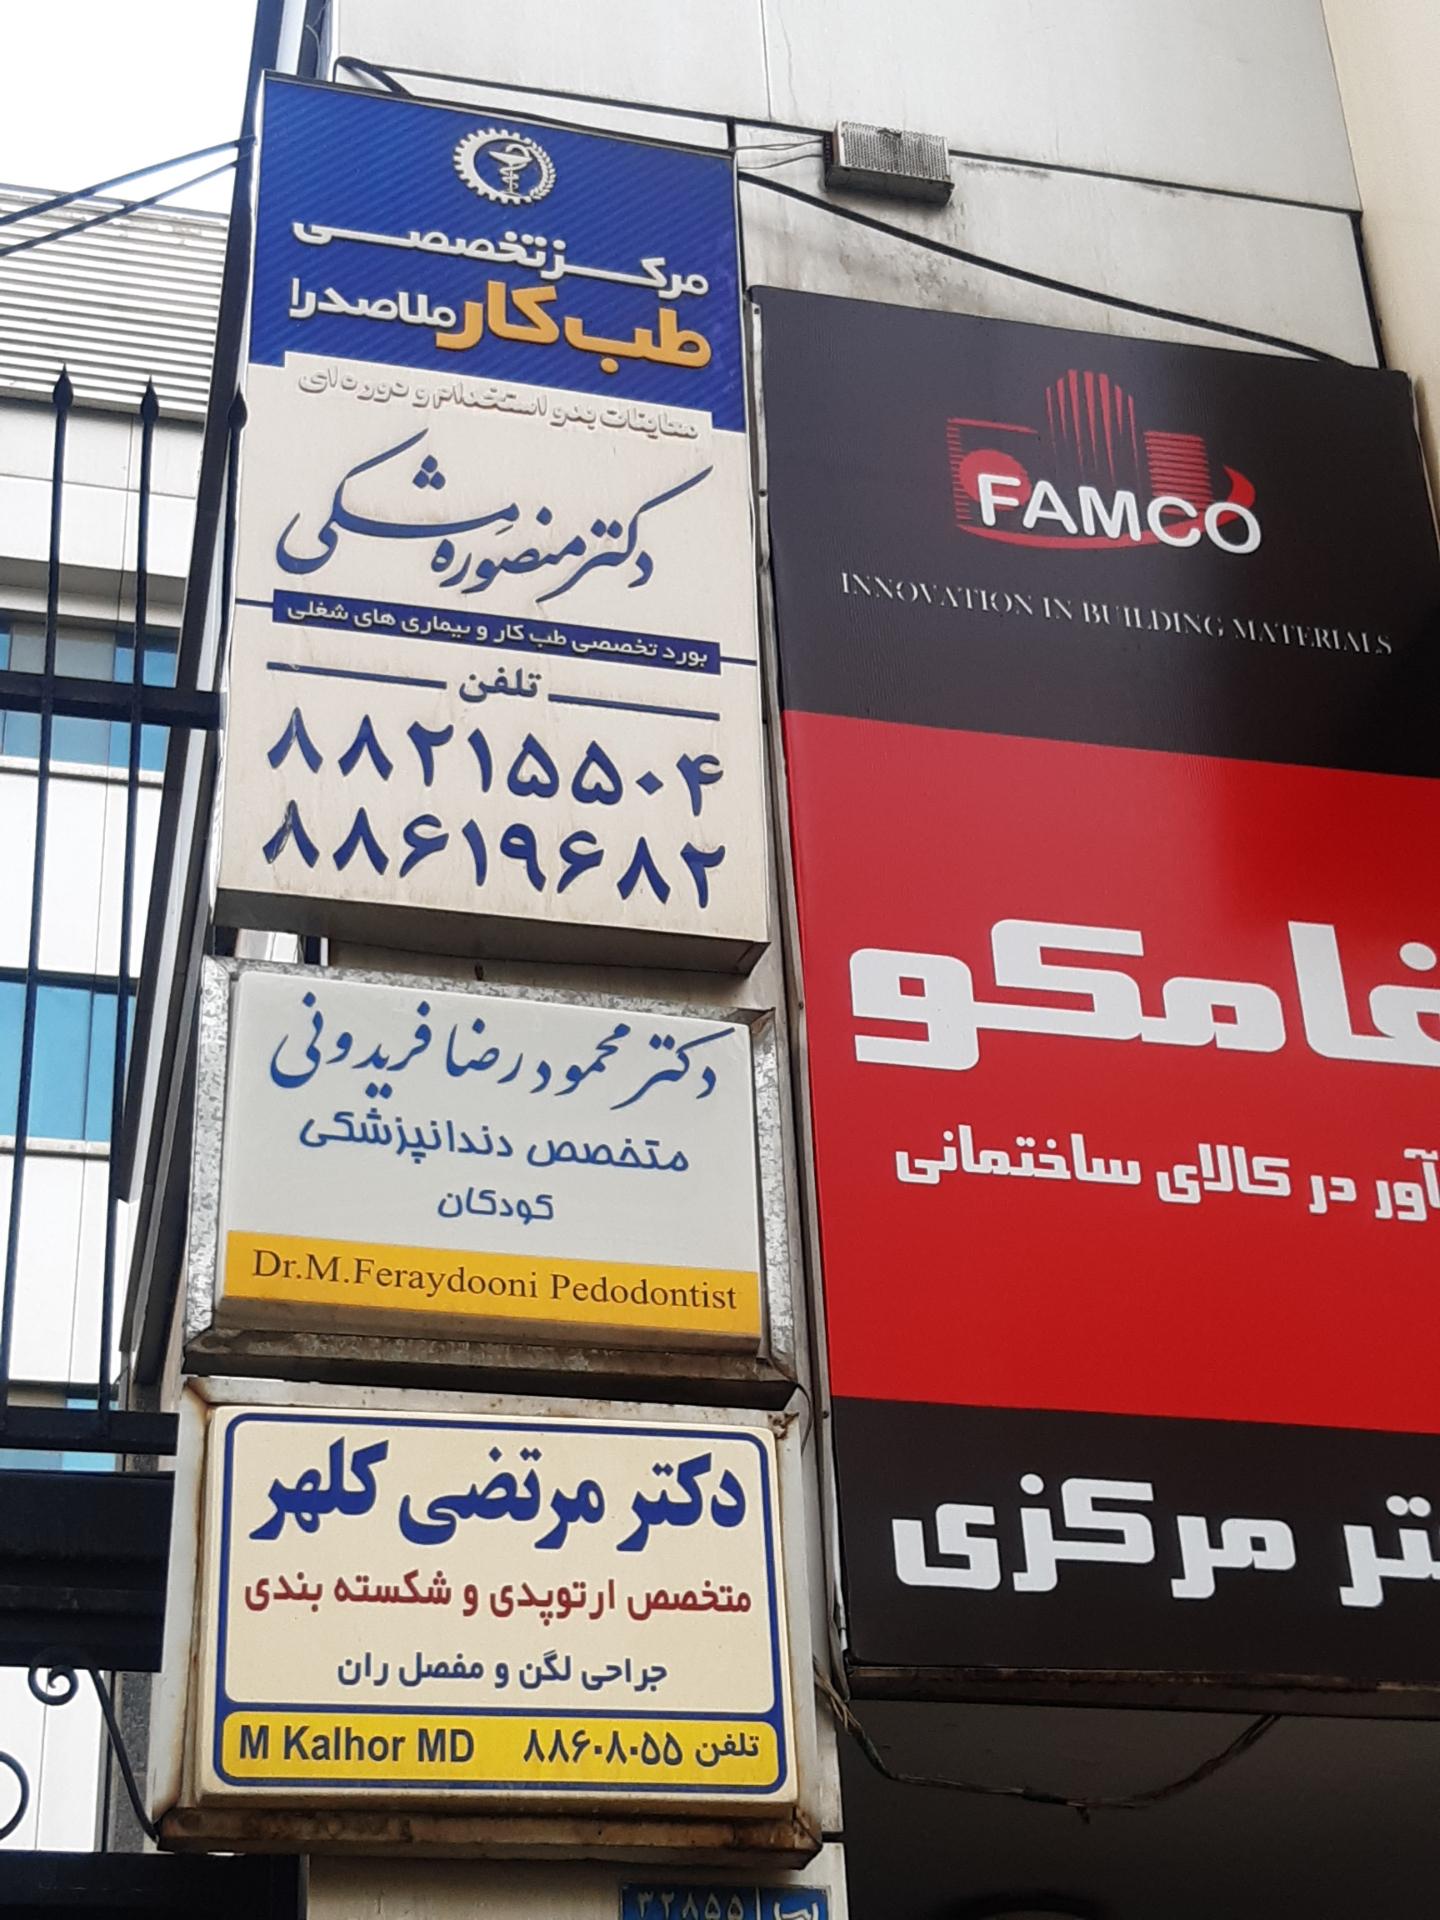 مرکز تخصصی
طب کار ملاصدرا
معاینات بدو استخدام و دوره ای
دکتر منصوره مشکی
بورد تخصصی طب کار و بیماری های شغلی
تلفن
۸۸۲۱۵۵۰۴
۸۸۶۱۹۶۸۲
دکتر محمود رضا فریدونی
متخصص دندانپزشکی
کودکان
Dr.M.Feraydooni Pedodontist
دکتر مرتضی کلهر
متخصص ارتوپدی و شکسته بندی
جراحی لگن و مفصل ران
M Kalhor MD تلفن ۸۸۶۰۸۰۵۵
۳۲۸۵۵
FAMCO
INNOVATION IN BUILDING MATERIALS
فامکو
در کالای ساختمانی
مرکزی